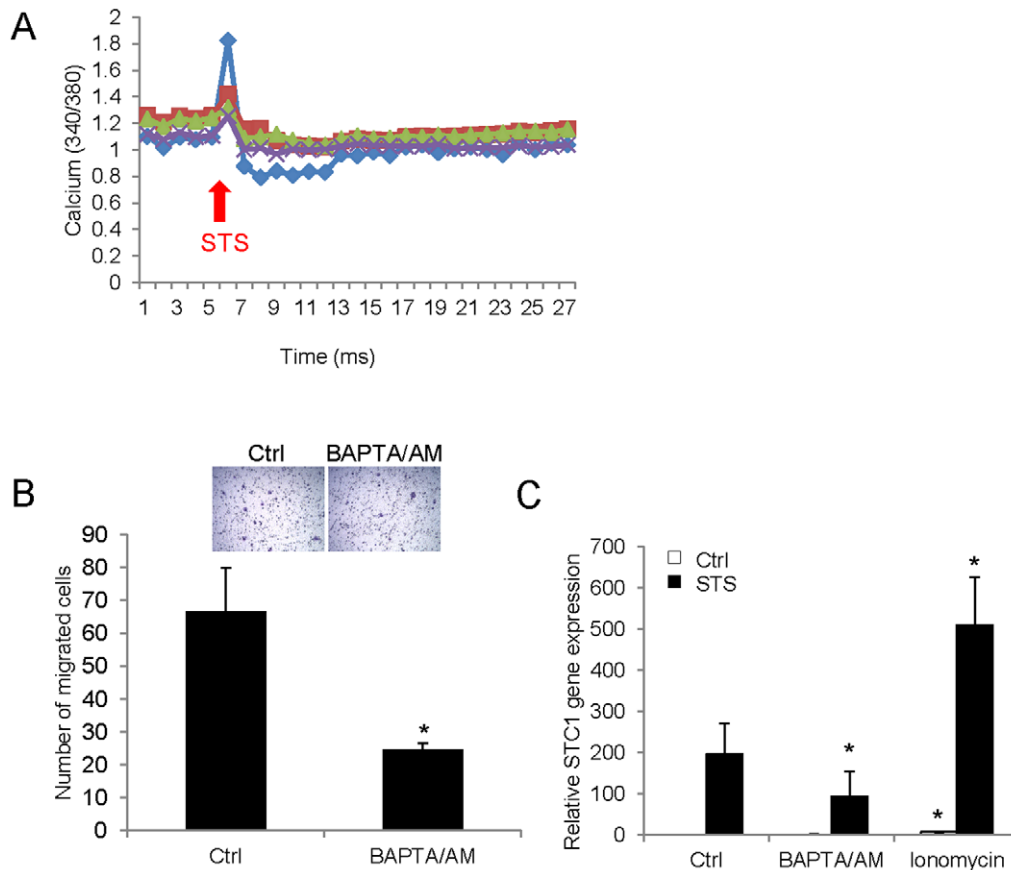 A
Calcium (340/380)
2
1.8
1.6
1.4
1.2
1
0.8
0.6
0.4
0.2
0
STS
1 3 5 7 9 11 13 15 17 19 21 23 25 27
Time (ms)
B
Ctrl BAPTA/AM
Number of migrated cells
90
80
70
60
50
40
30
20
10
0
*
Ctrl BAPTA/AM
C
Relative STC1 gene expression
700
600
500
400
300
200
100
0
Ctrl
STS
*
*
*
Ctrl BAPTA/AM Ionomycin